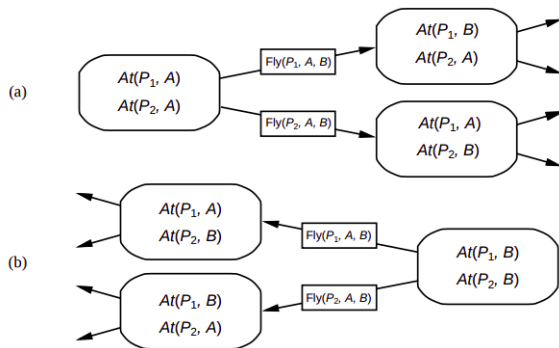 (a)
At(P1, A)
At(P2, A)
Fly(P1, A, B)
Fly(P2, A, B)
At(P1, B)
At(P2, A)
At(P1, A)
At(P2, B)
(b)
At(P1, A)
At(P2, B)
At(P1, B)
At(P2, A)
Fly(P1, A, B)
Fly(P2, A, B)
At(P1, B)
At(P2, B)